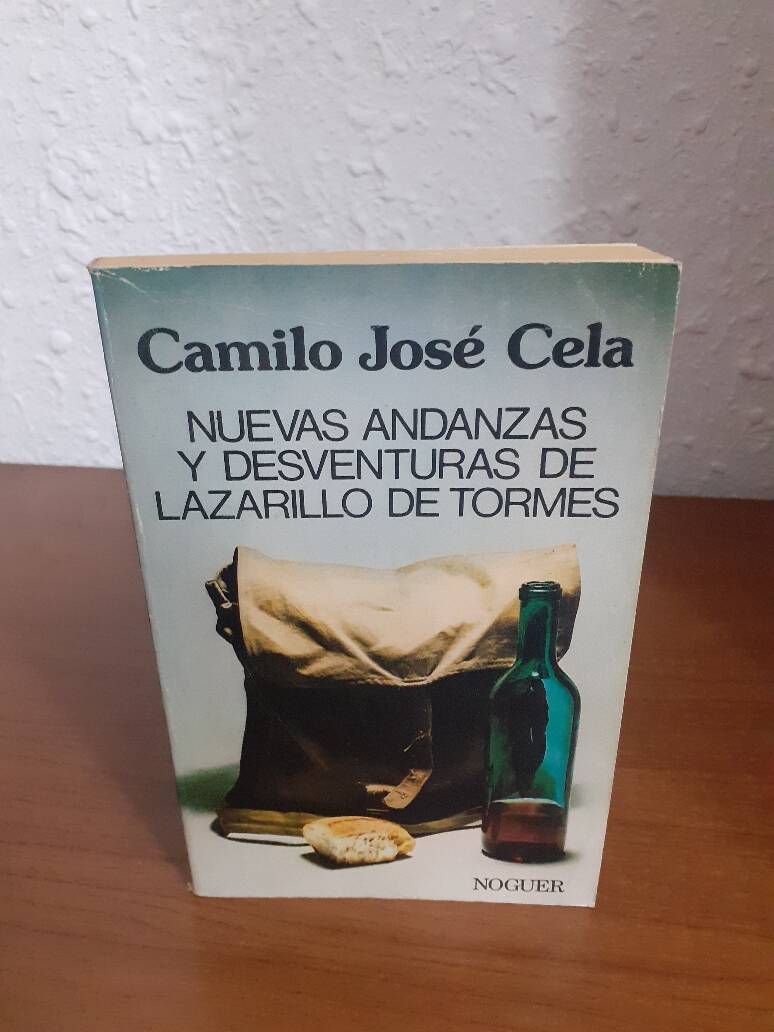 Camilo José Cela
NUEVAS ANDANZAS
Y DESVENTURAS DE
LAZARILLO DE TORMES
NOGUER